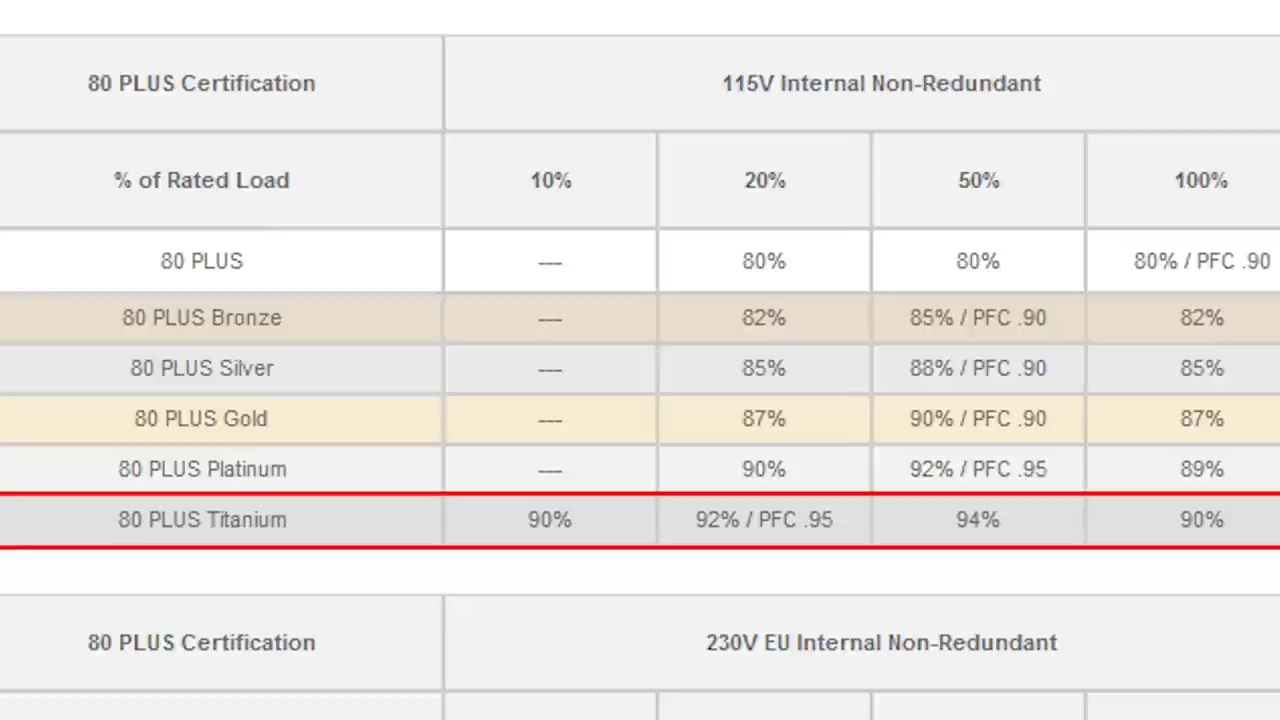 80 PLUS Certification 115V Internal Non-Redundant
% of Rated Load 10% 20% 50% 100%
80 PLUS --- 80% 80% 80% / PFC .90
80 PLUS Bronze --- 82% 85% / PFC .90 82%
80 PLUS Silver --- 85% 88% / PFC .90 85%
80 PLUS Gold --- 87% 90% / PFC .90 87%
80 PLUS Platinum --- 90% 92% / PFC .95 89%
80 PLUS Titanium 90% 92% / PFC .95 94% 90%
80 PLUS Certification 230V EU Internal Non-Redundant